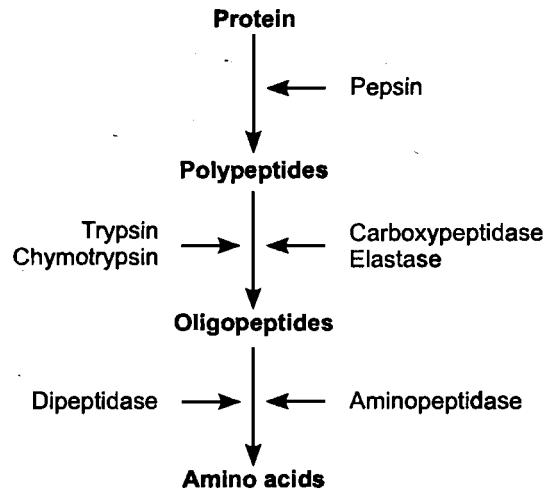 Protein
Pepsin
Polypeptides
Trypsin
Chymotrypsin
Carboxypeptidase
Elastase
Oligopeptides
Dipeptidase
Aminopeptidase
Amino acids